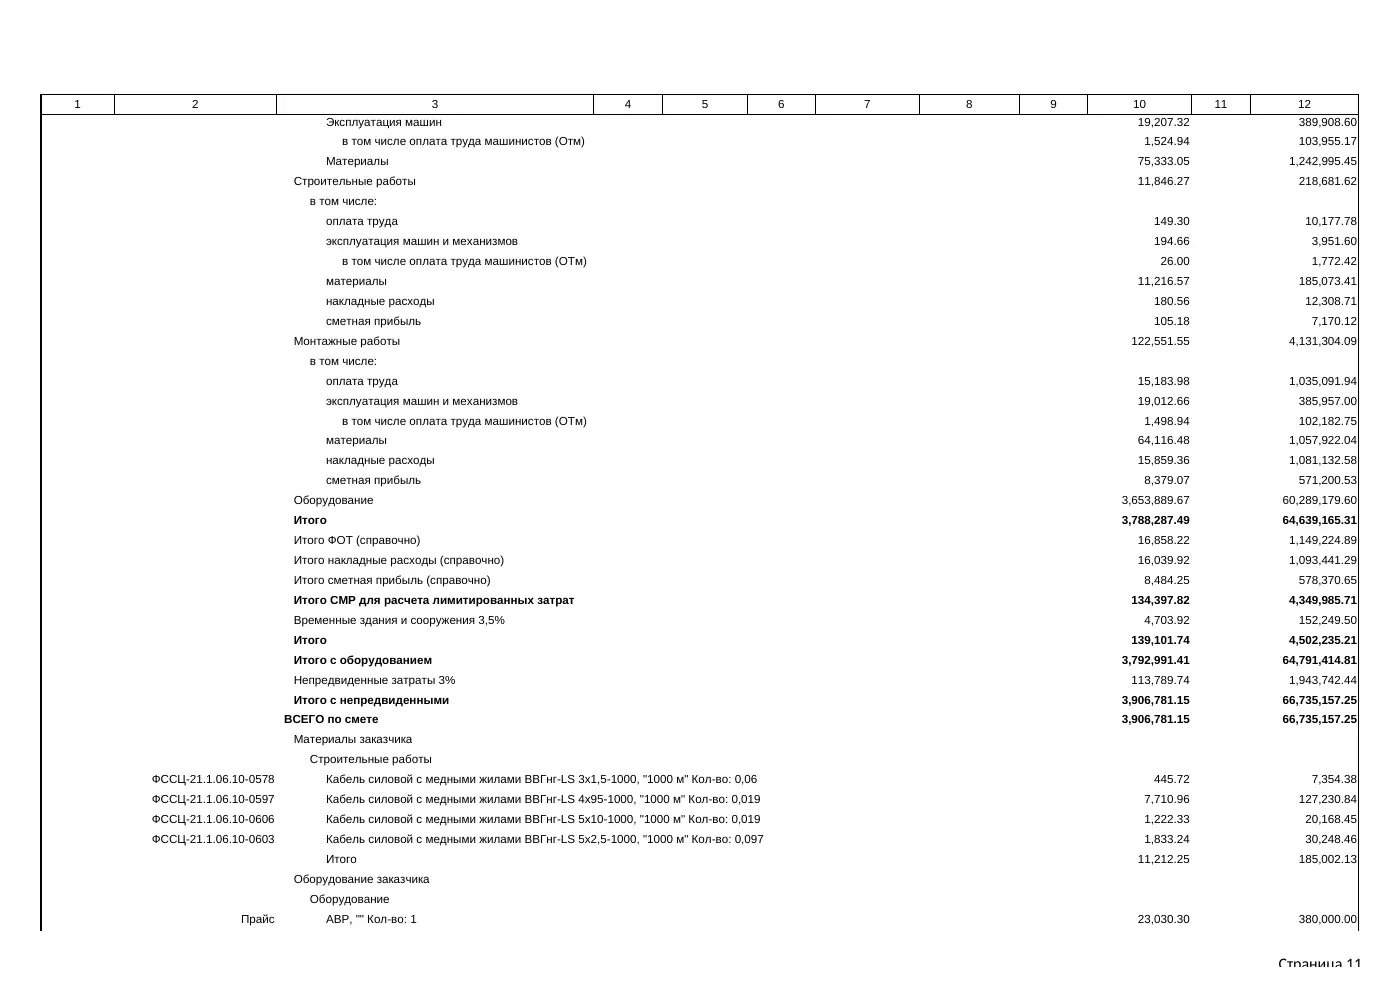 1 2 3 4 5 6 7 8 9 10 11 12
Эксплуатация машин 19,207.32 389,908.60
в том числе оплата труда машинистов (Отм) 1,524.94 103,955.17
Материалы 75,333.05 1,242,995.45
Строительные работы 11,846.27 218,681.62
в том числе:
оплата труда 149.30 10,177.78
эксплуатация машин и механизмов 194.66 3,951.60
в том числе оплата труда машинистов (ОТм) 26.00 1,772.42
материалы 11,216.57 185,073.41
накладные расходы 180.56 12,308.71
сметная прибыль 105.18 7,170.12
Монтажные работы 122,551.55 4,131,304.09
в том числе:
оплата труда 15,183.98 1,035,091.94
эксплуатация машин и механизмов 19,012.66 385,957.00
в том числе оплата труда машинистов (ОТм) 1,498.94 102,182.75
материалы 64,116.48 1,057,922.04
накладные расходы 15,859.36 1,081,132.58
сметная прибыль 8,379.07 571,200.53
Оборудование 3,653,889.67 60,289,179.60
Итого 3,788,287.49 64,639,165.31
Итого ФОТ (справочно) 16,858.22 1,149,224.89
Итого накладные расходы (справочно) 16,039.92 1,093,441.29
Итого сметная прибыль (справочно) 8,484.25 578,370.65
Итого СМР для расчета лимитированных затрат 134,397.82 4,349,985.71
Временные здания и сооружения 3,5% 4,703.92 152,249.50
Итого 139,101.74 4,502,235.21
Итого с оборудованием 3,792,991.41 64,791,414.81
Непредвиденные затраты 3% 113,789.74 1,943,742.44
Итого с непредвиденными 3,906,781.15 66,735,157.25
ВСЕГО по смете 3,906,781.15 66,735,157.25
Материалы заказчика
Строительные работы
ФССЦ-21.1.06.10-0578 Кабель силовой с медными жилами ВВГнг-LS 3х1,5-1000, "1000 м" Кол-во: 0,06 445.72 7,354.38
ФССЦ-21.1.06.10-0597 Кабель силовой с медными жилами ВВГнг-LS 4х95-1000, "1000 м" Кол-во: 0,019 7,710.96 127,230.84
ФССЦ-21.1.06.10-0606 Кабель силовой с медными жилами ВВГнг-LS 5х10-1000, "1000 м" Кол-во: 0,019 1,222.33 20,168.45
ФССЦ-21.1.06.10-0603 Кабель силовой с медными жилами ВВГнг-LS 5х2,5-1000, "1000 м" Кол-во: 0,097 1,833.24 30,248.46
Итого 11,212.25 185,002.13
Оборудование заказчика
Оборудование
Прайс АВР, "" Кол-во: 1 23,030.30 380,000.00
Страница 11